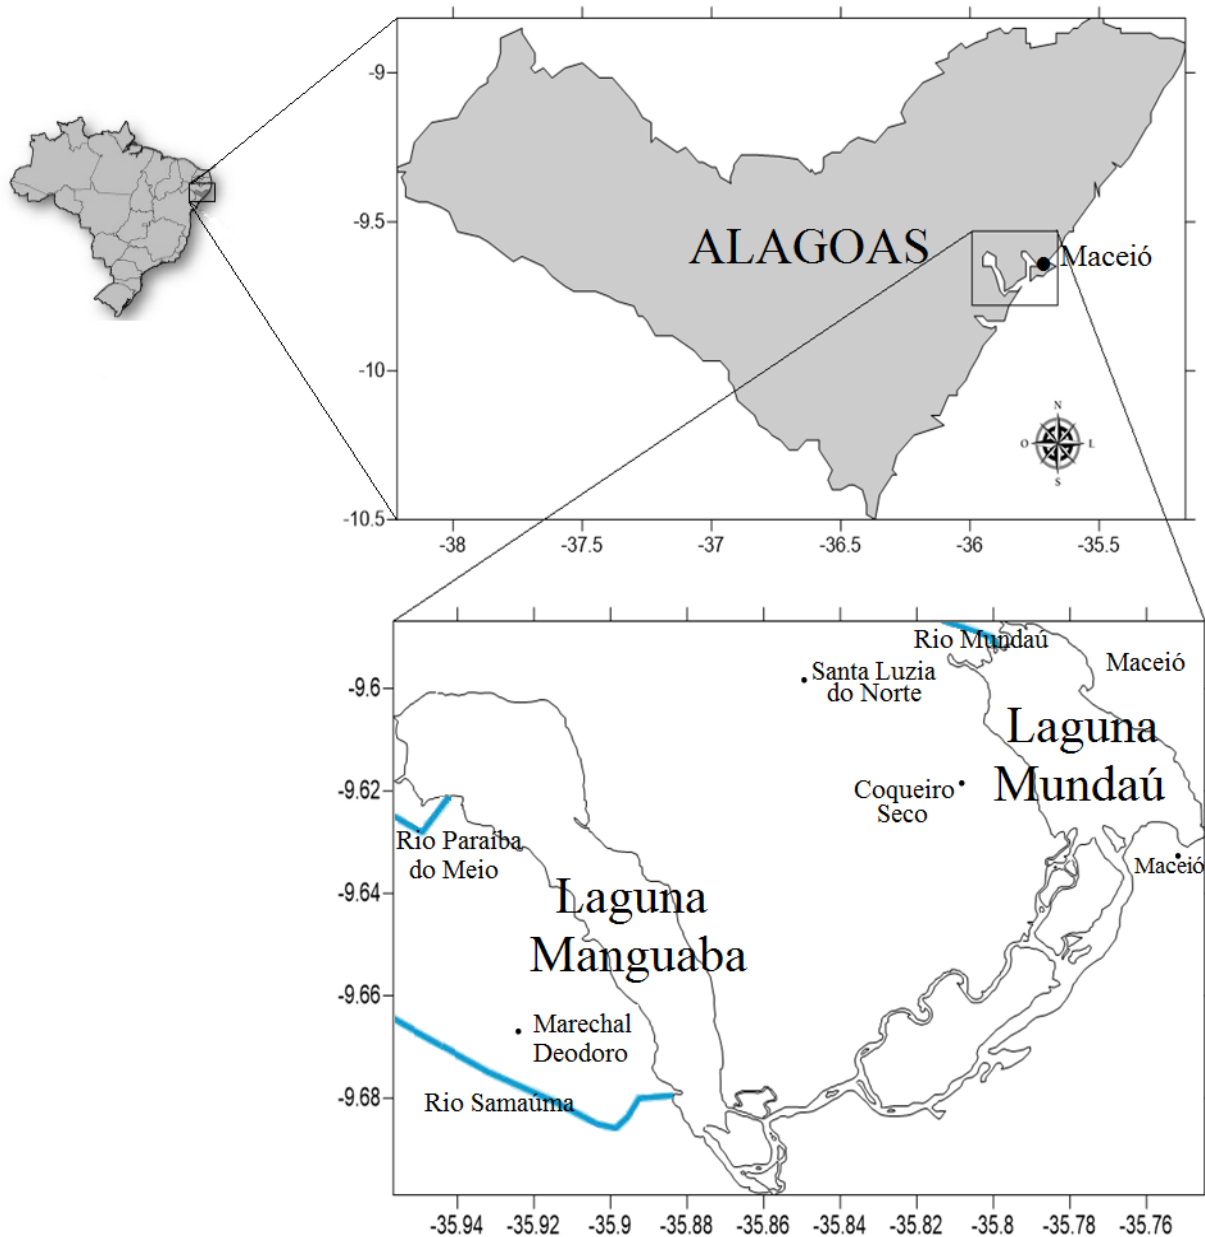 -9
-9.5
-10
-10.5
ALAGOAS
Maceió
N
O
L
S
-38
-37.5
-37
-36.5
-36
-35.5
-9.6
-9.62
-9.64
-9.66
-9.68
Rio Mundaú
Maceió
Santa Luzia
do Norte
Laguna
Mundaú
Coqueiro
Seco
Rio Paraíba
do Meio
Maceió
Laguna
Manguaba
Marechal
Deodoro
Rio Samaúma
-35.94
-35.92
-35.9
-35.88
-35.86
-35.84
-35.82
-35.8
-35.78
-35.76